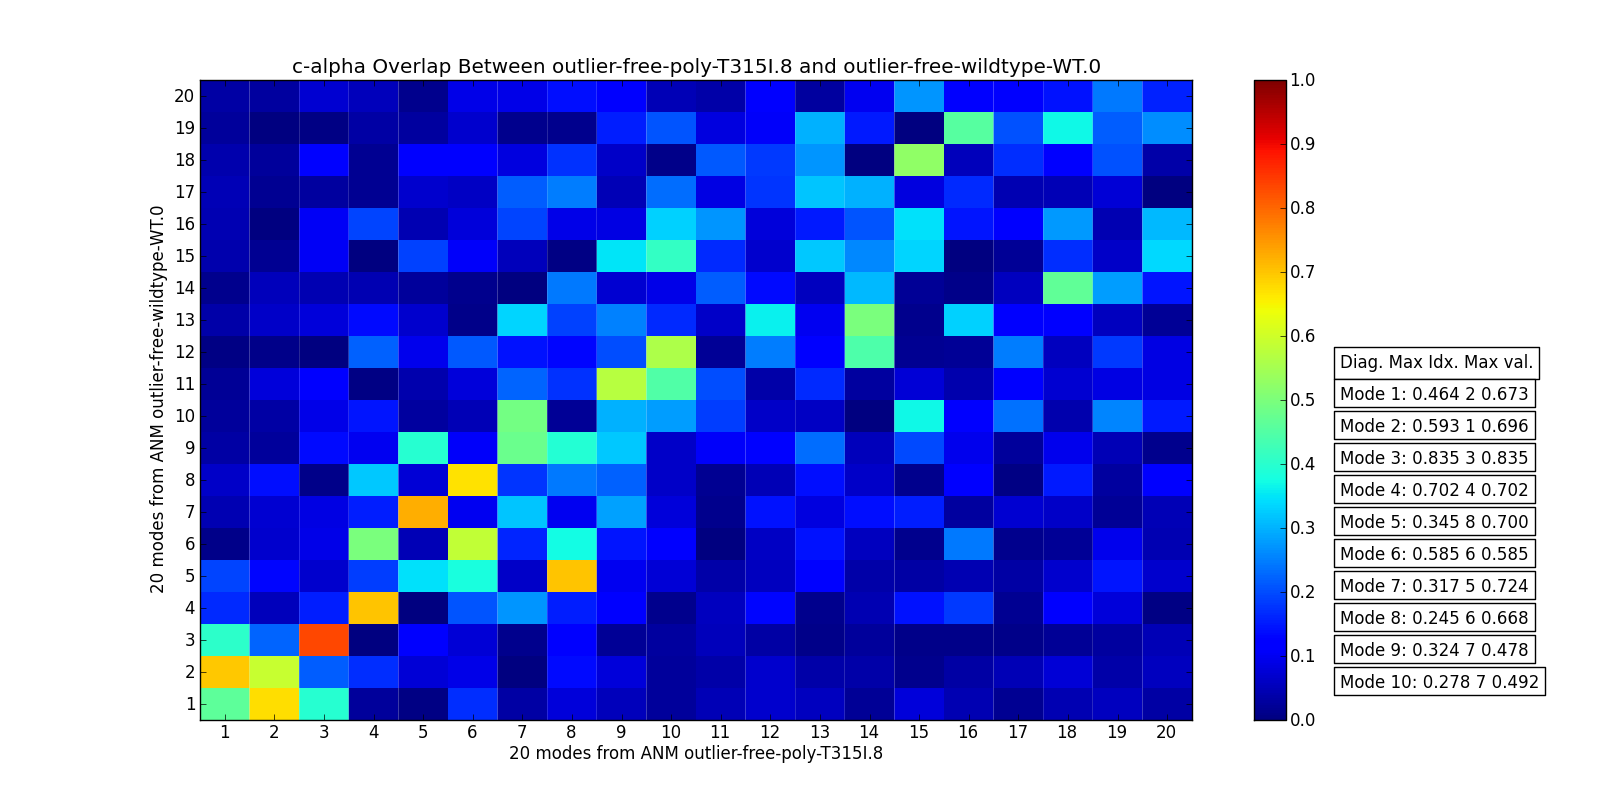 c-alpha Overlap Between outlier-free-poly-T315I.8 and outlier-free-wildtype-WT.0
20 modes from ANM outlier-free-wildtype-WT.0
20
19
18
17
16
15
14
13
12
11
10
9
8
7
6
5
4
3
2
1
1 2 3 4 5 6 7 8 9 10 11 12 13 14 15 16 17 18 19 20
20 modes from ANM outlier-free-poly-T315I.8
1.0
0.9
0.8
0.7
0.6
0.5
0.4
0.3
0.2
0.1
0.0
Diag. Max Idx. Max val.
Mode 1: 0.464 2 0.673
Mode 2: 0.593 1 0.696
Mode 3: 0.835 3 0.835
Mode 4: 0.702 4 0.702
Mode 5: 0.345 8 0.700
Mode 6: 0.585 6 0.585
Mode 7: 0.317 5 0.724
Mode 8: 0.245 6 0.668
Mode 9: 0.324 7 0.478
Mode 10: 0.278 7 0.492